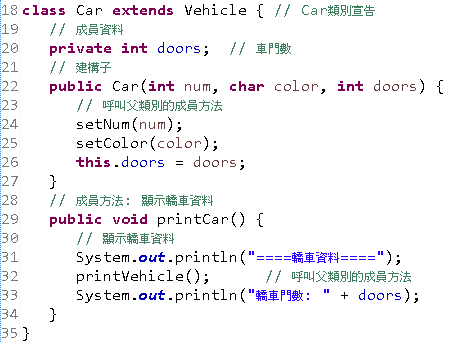 18 class Car extends Vehicle { // Car類別宣告
19    // 成員資料
20    private int doors;  // 車門數
21    // 建構子
22    public Car(int num, char color, int doors) {
23       // 呼叫父類別的成員方法
24       setNum(num);
25       setColor(color);
26       this.doors = doors;
27    }
28    // 成員方法: 顯示轎車資料
29    public void printCar() {
30       // 顯示轎車資料
31       System.out.println("====轎車資料====");
32       printVehicle();      // 呼叫父類別的成員方法
33       System.out.println("轎車門數: " + doors);
34    }
35 }